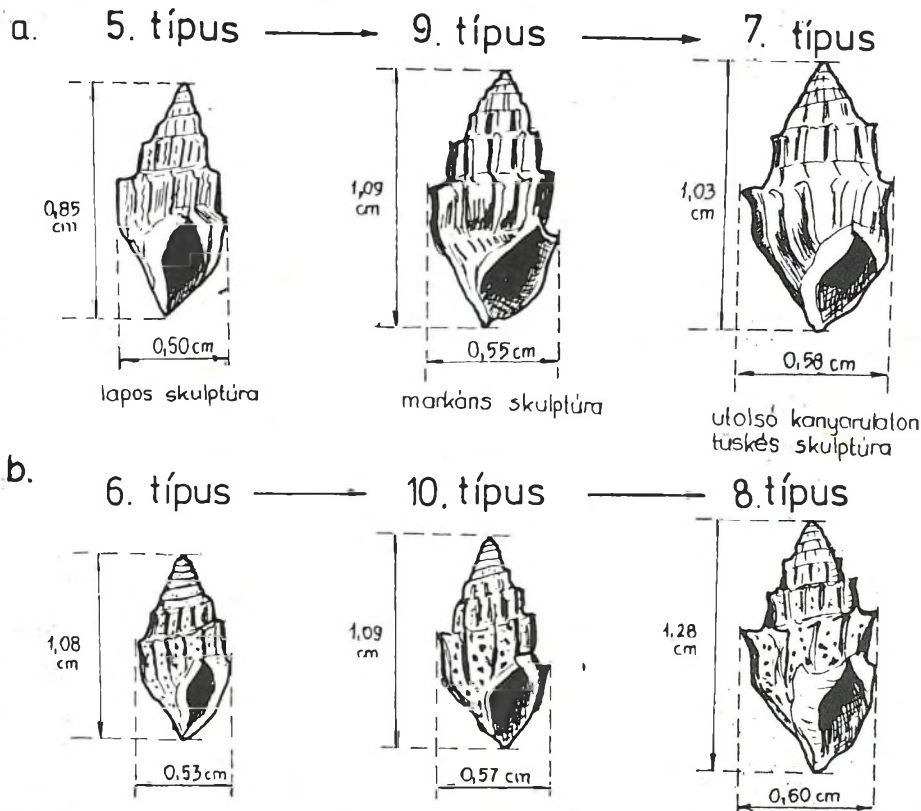 a. 5. típus 9. típus 7. típus
0,85
cm
1,09
cm
1,03
cm
0,50 cm
0,55 cm
0,58 cm
lapos skulptúra
markáns skulptúra
utolsó kanyarulaton
tüskés skulptúra
b.
6. típus 10. típus 8. típus
1,08
cm
1,09
cm
1,28
cm
0,53 cm
0,57 cm
0,60 cm